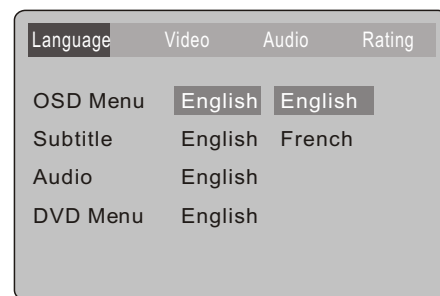 Language Video Audio Rating
OSD Menu English English
Subtitle English French
Audio English
DVD Menu English